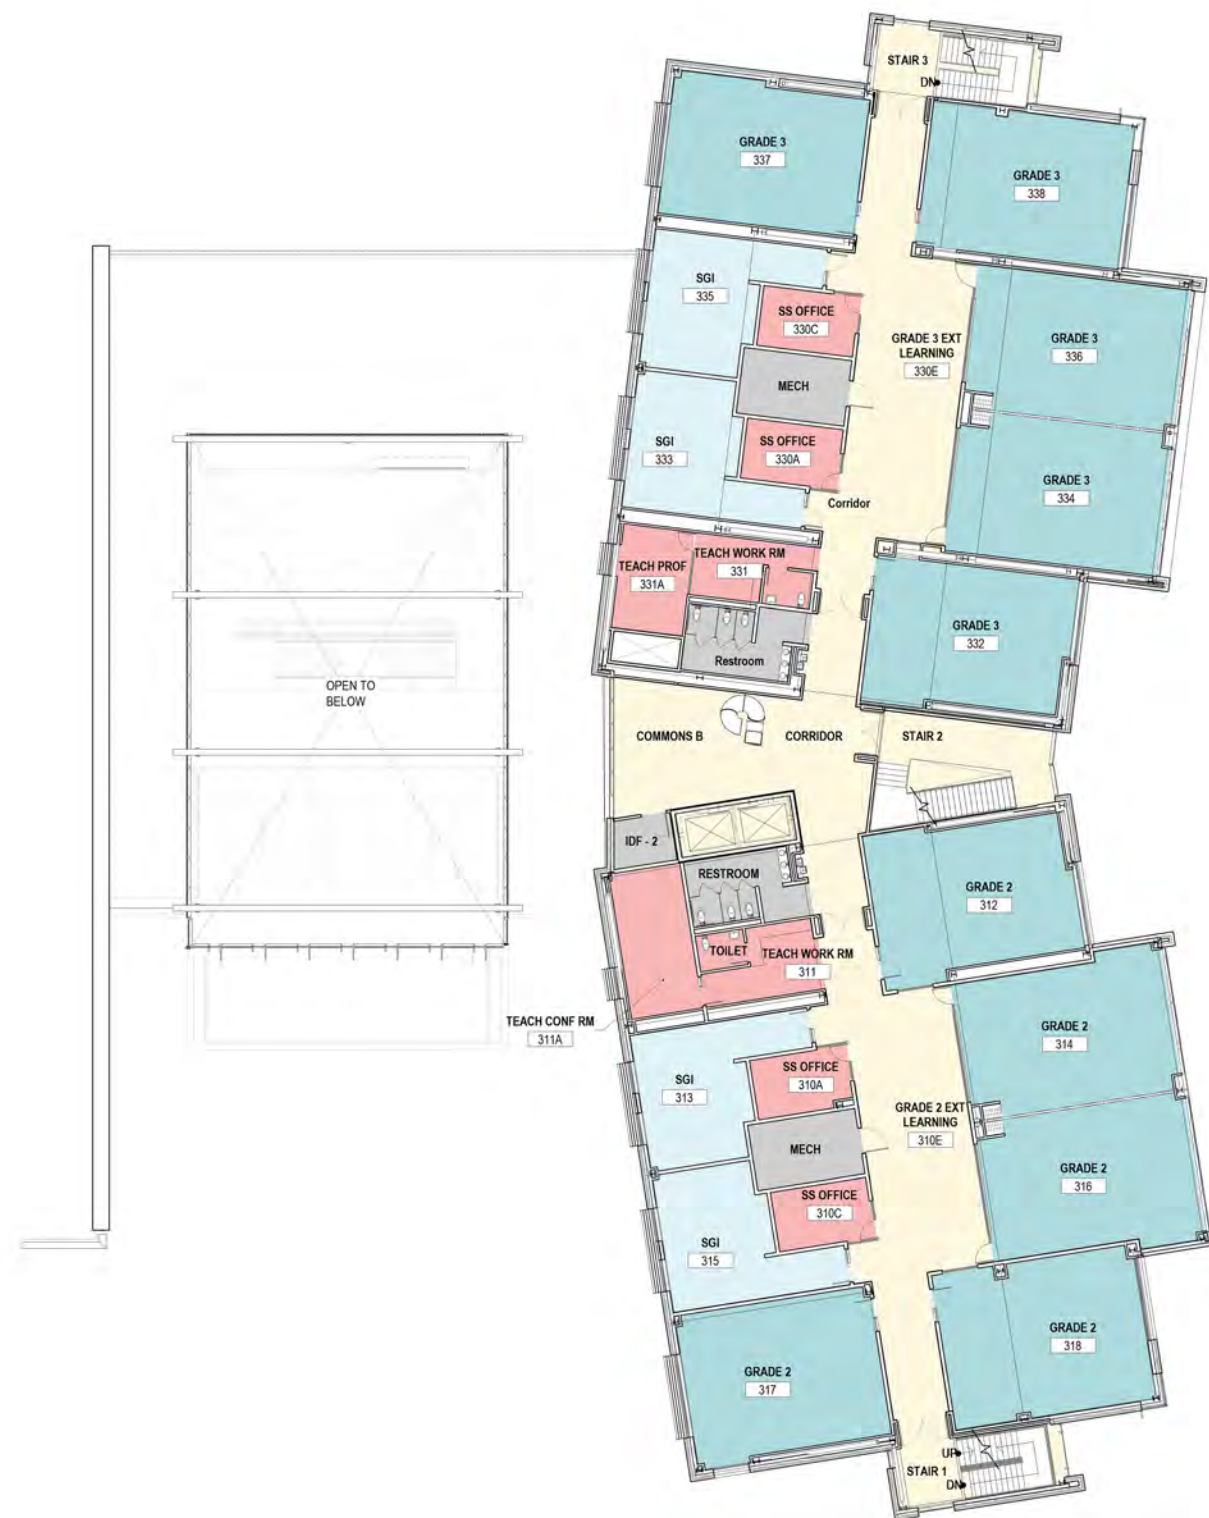 STAIR 3
DN
GRADE 3
337
GRADE 3
338
SGI
335
SS OFFICE
330C
GRADE 3 EXT
LEARNING
330E
GRADE 3
336
MECH
SGI
333
SS OFFICE
330A
GRADE 3
334
Corridor
TEACH WORK RM
331
TEACH PROF
331A
GRADE 3
332
Restroom
OPEN TO
BELOW
COMMONS B
CORRIDOR
STAIR 2
IDF - 2
RESTROOM
GRADE 2
312
TOILET
TEACH WORK RM
311
TEACH CONF RM
311A
GRADE 2
314
SS OFFICE
310A
SGI
313
GRADE 2 EXT
LEARNING
310E
MECH
GRADE 2
316
SS OFFICE
310C
SGI
315
GRADE 2
318
GRADE 2
317
UP
STAIR 1
DN